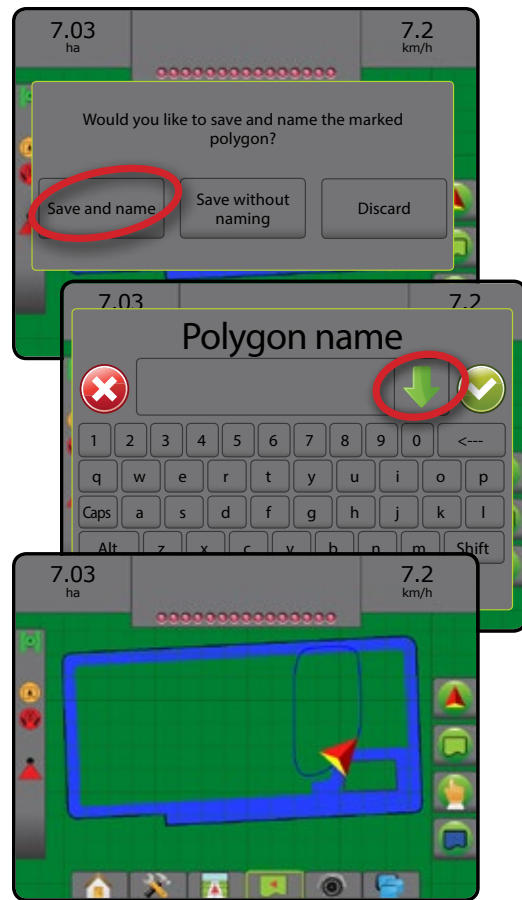 7.03 7.2
ha km/h
Would you like to save and name the marked
polygon?
Save and name Save without naming Discard
7.03 7.2
Polygon name
1 2 3 4 5 6 7 8 9 0 <---
q w e r t y u i o p
Caps a s d f g h j k l
Alt z x c v b n m Shift
7.03 7.2
ha km/h